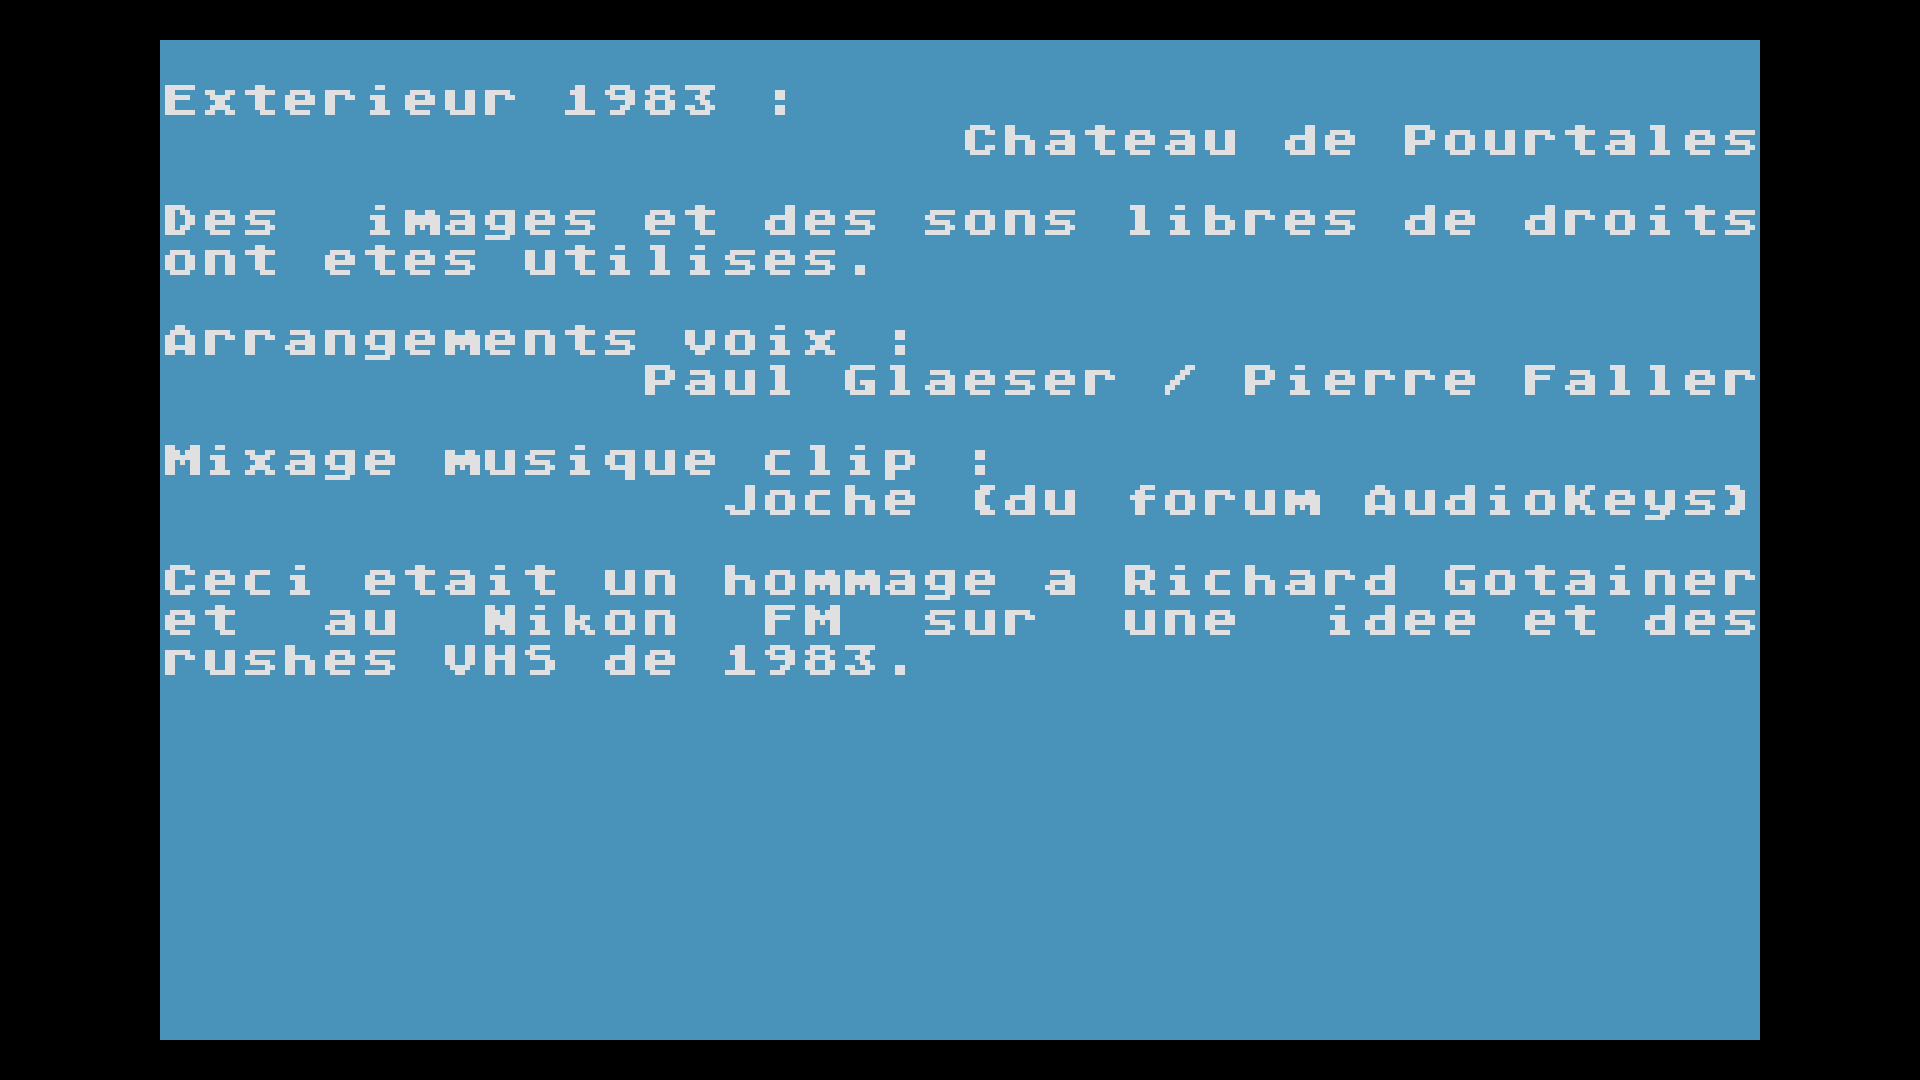 Exterieur 1983 :
Chateau de Pourtales
Des  images et des sons libres de droits
ont etes utilises.
Arrangements voix :
Paul Glaeser / Pierre Faller
Mixage musique clip :
Joche (du forum AudioKeys)
Ceci etait un hommage a Richard Gotainer
et  au  Nikon  FM  sur  une  idee et des
rushes VHS de 1983.